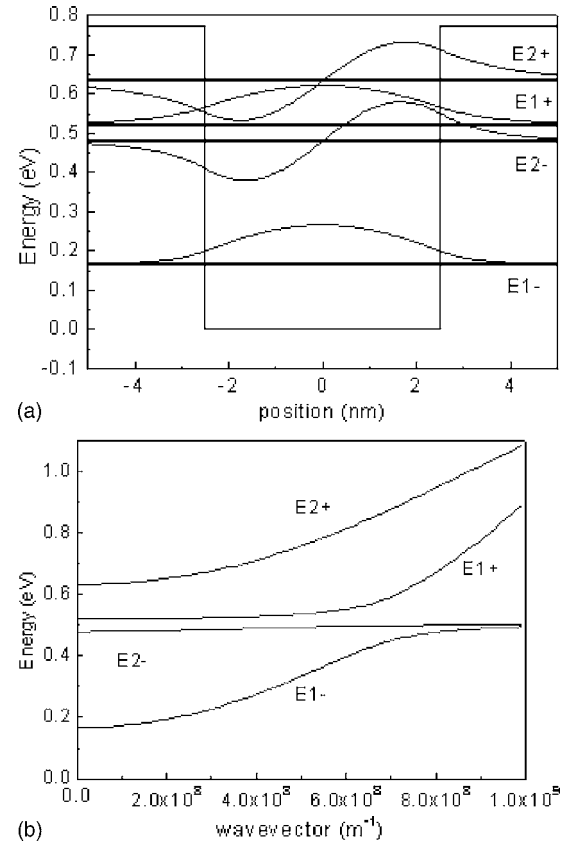 0.8
0.7
0.6
0.5
0.4
0.3
0.2
0.1
0.0
-0.1
Energy (eV)
E2+
E1+
E2-
E1-
-4
-2
0
2
4
position (nm)
(a)
1.0
0.8
0.6
0.4
0.2
0.0
Energy (eV)
E2+
E1+
E2-
E1-
0.0
2.0x10⁸
4.0x10⁸
6.0x10⁸
8.0x10⁸
1.0x10⁹
wavevector (m⁻¹)
(b)